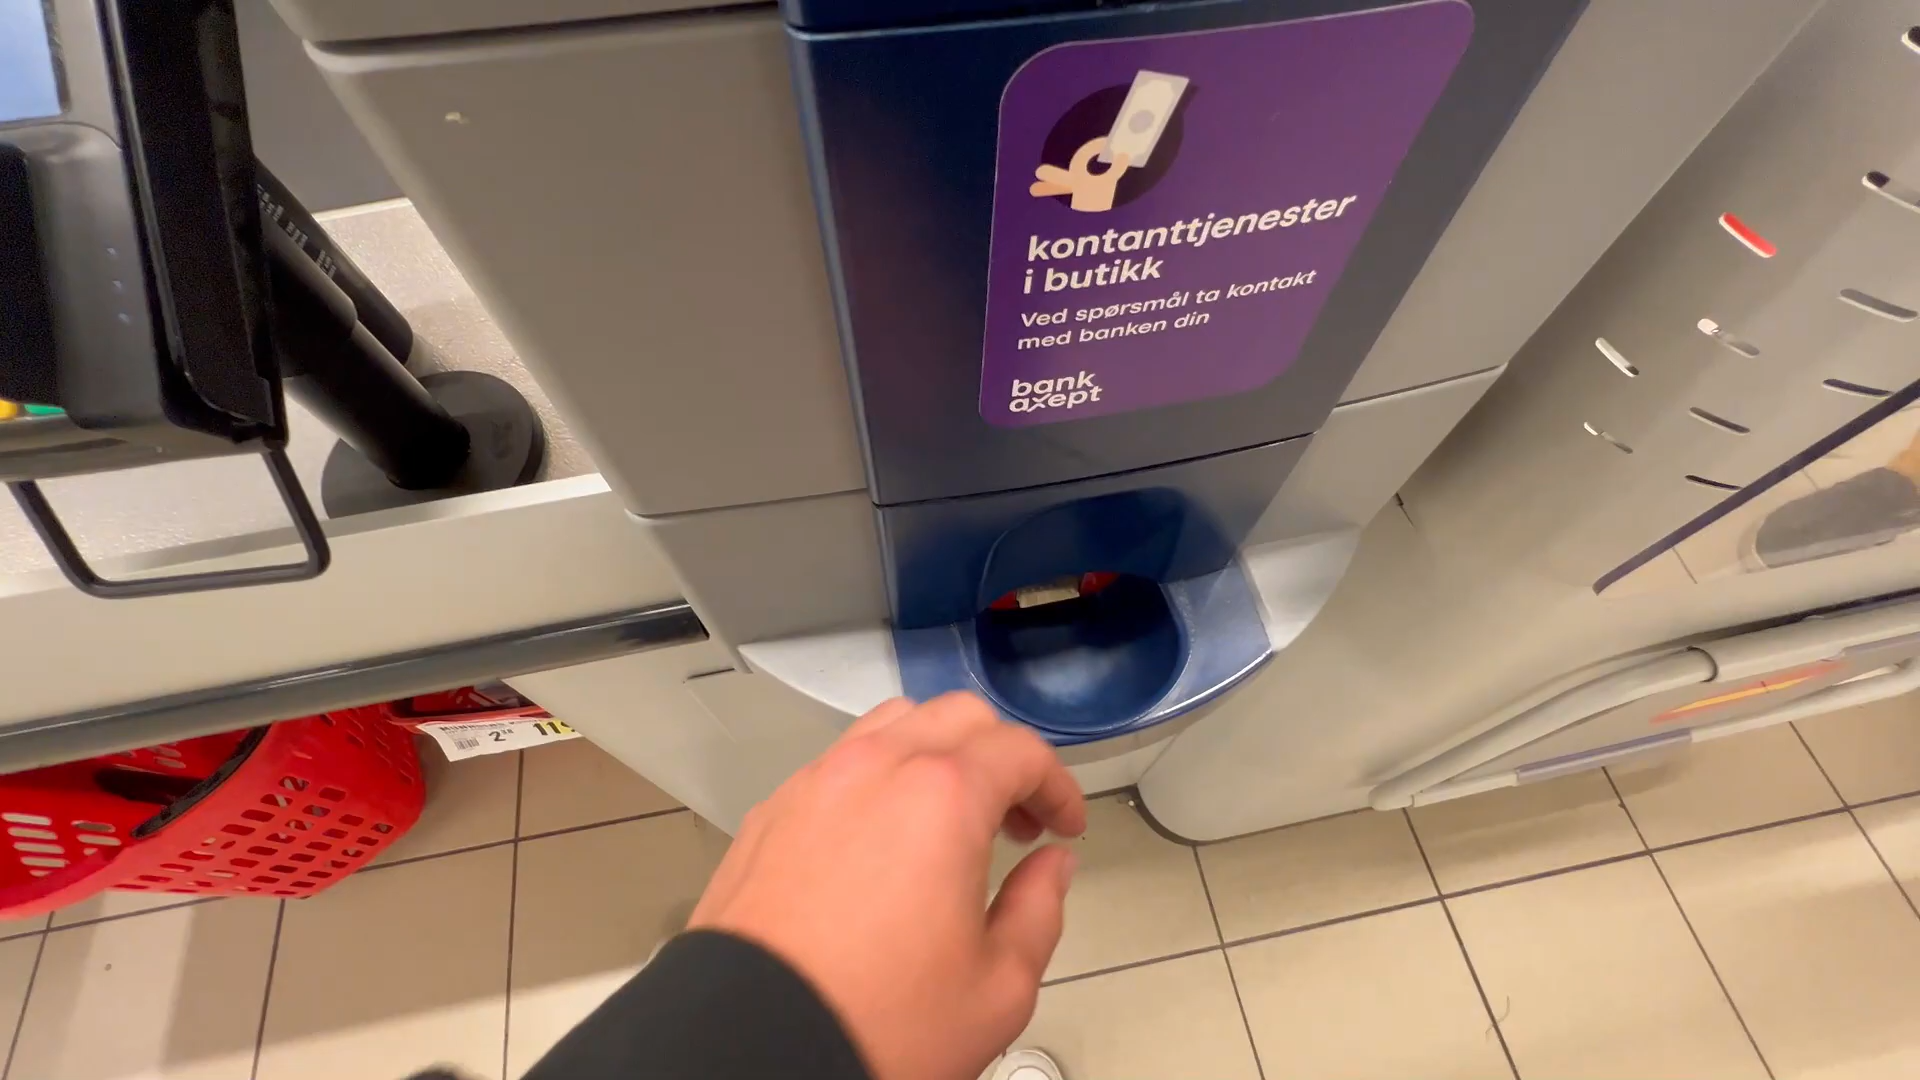 kontanttjenester
i butikk
Ved spørsmål ta kontakt
med banken din
bank
axept